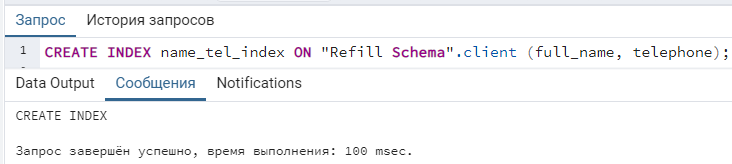 Запрос История запросов
1 CREATE INDEX name_tel_index ON "Refill Schema".client (full_name, telephone);
Data Output Сообщения Notifications
CREATE INDEX
Запрос завершён успешно, время выполнения: 100 msec.